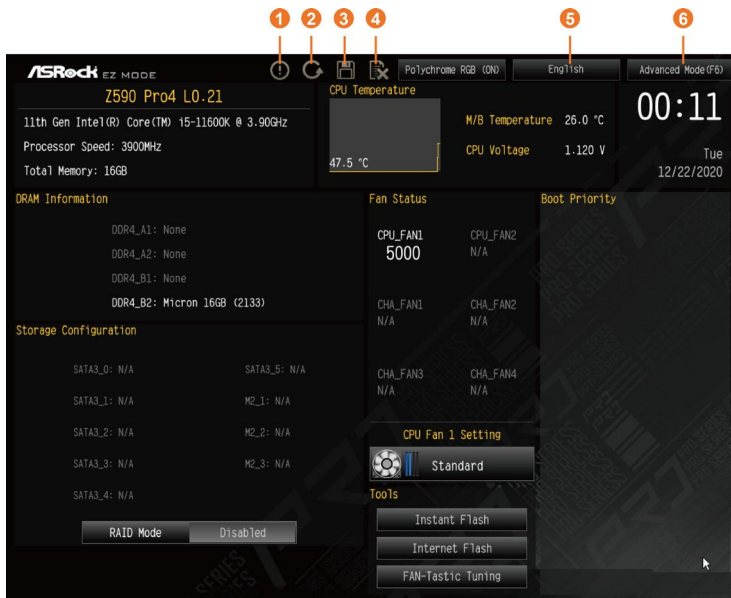 1 2 3 4 5 6
ASRock EZ MODE
Polychrome RGB (ON)
English
Advanced Mode(F6)
Z590 Pro4 L0.21
11th Gen Intel(R) Core(TM) i5-11600K @ 3.90GHz
Processor Speed: 3900MHz
Total Memory: 16GB
CPU Temperature
47.5 °C
M/B Temperature 26.0 °C
CPU Voltage 1.120 V
00:11
Tue
12/22/2020
DRAM Information
DDR4_A1: None
DDR4_A2: None
DDR4_B1: None
DDR4_B2: Micron 16GB (2133)
Storage Configuration
SATA3_0: N/A SATA3_5: N/A
SATA3_1: N/A M2_1: N/A
SATA3_2: N/A M2_2: N/A
SATA3_3: N/A M2_3: N/A
SATA3_4: N/A
RAID Mode Disabled
Fan Status
CPU_FAN1 CPU_FAN2
5000 N/A
CHA_FAN1 CHA_FAN2
N/A N/A
CHA_FAN3 CHA_FAN4
N/A N/A
CPU Fan 1 Setting
Standard
Tools
Instant Flash
Internet Flash
FAN-Tastic Tuning
Boot Priority